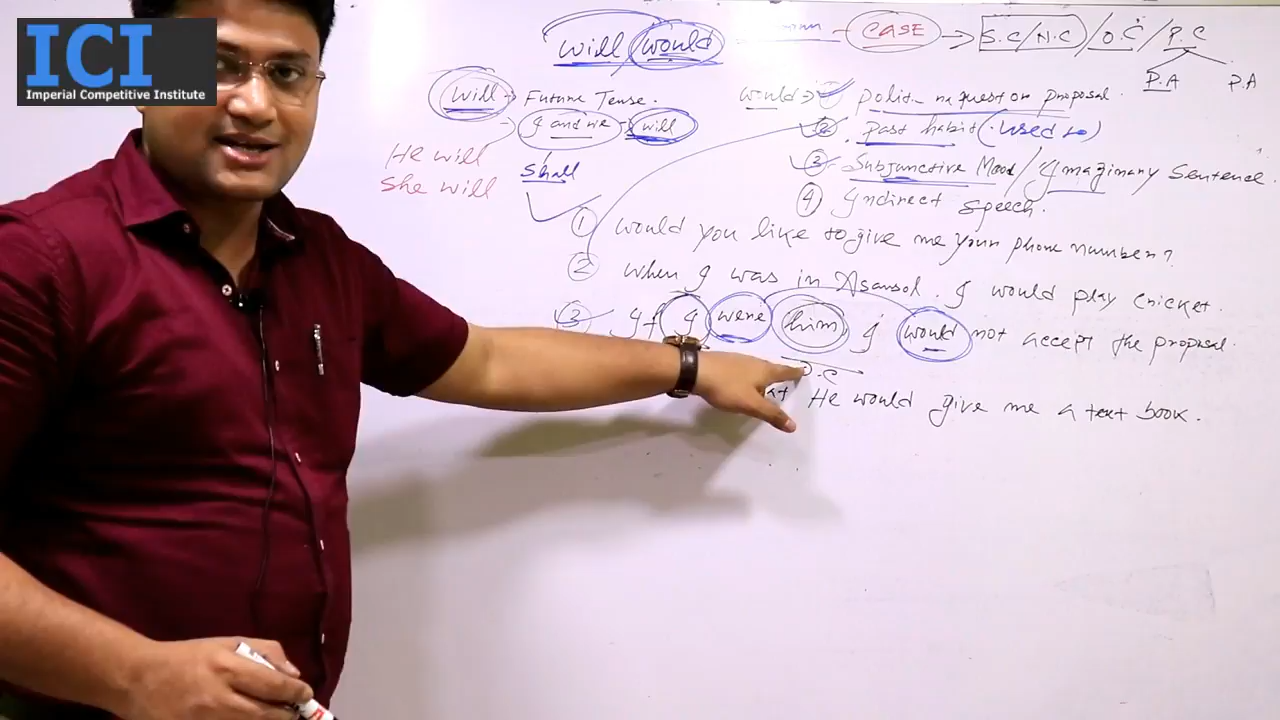 ICI
Imperial Competitive Institute
will would
CASE → S.C/N.C / O.C / P.C
P.A P.A
will → Future Tense.
→ I and we → will
shall
He will
She will
would → ① polite request or proposal.
② past habit (used to)
③ Subjunctive Mood / Imaginary Sentence.
④ Indirect Speech.
① would you like to give me your phone number?
② when I was in Asansol. I would play cricket.
③ If I were him I would not accept the proposal.
He would give me a text book.